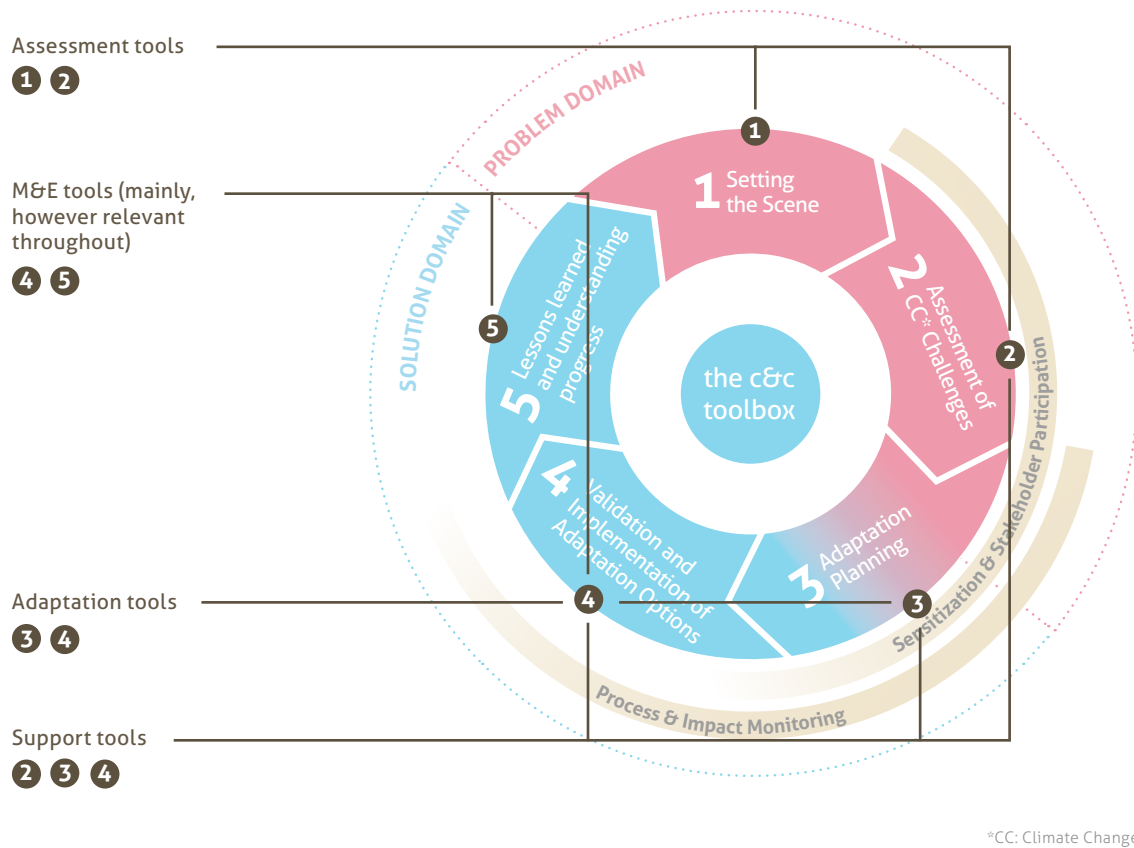 Assessment tools
1 2
M&E tools (mainly,
however relevant
throughout)
4 5
Adaptation tools
3 4
Support tools
2 3 4
PROBLEM DOMAIN
SOLUTION DOMAIN
1
1 Setting
the Scene
2 Assessment of
CC* Challenges
2
3 Adaptation
Planning
3
4 Validation and
Implementation of
Adaptation Options
4
5 Lessons learned
and understanding
progress
5
the c&c
toolbox
Sensitization & Stakeholder Participation
Process & Impact Monitoring
*CC: Climate Change